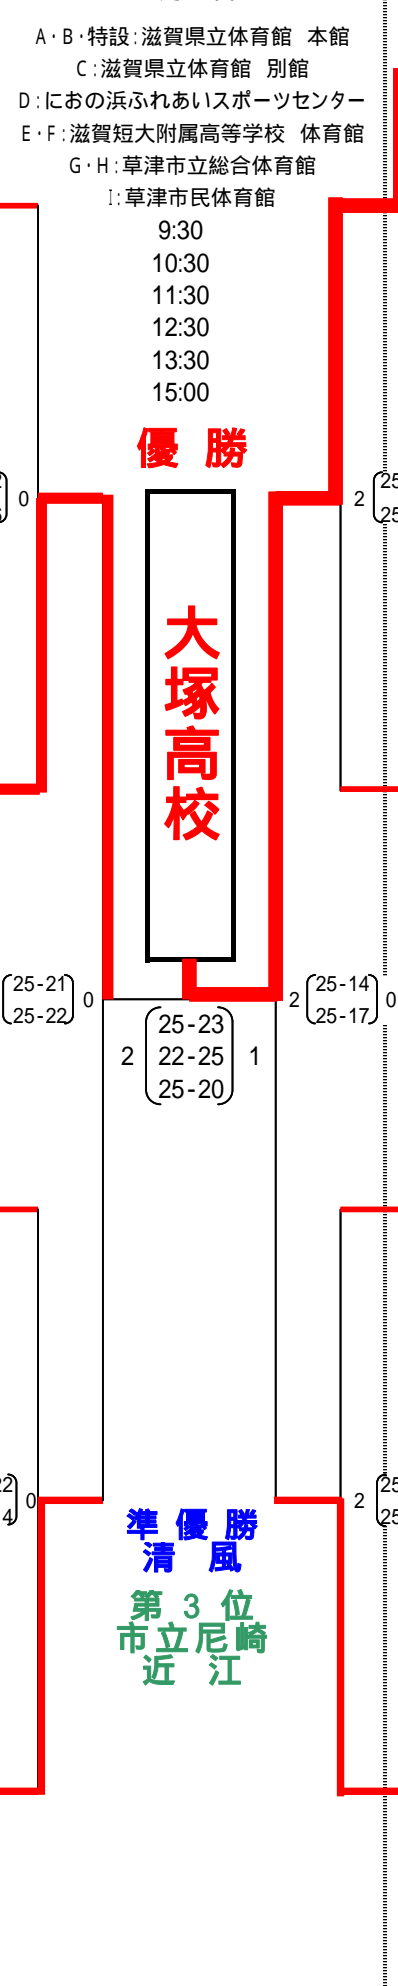 A・B・特設:滋賀県立体育館 本館
C:滋賀県立体育館 別館
D:におの浜ふれあいスポーツセンター
E・F:滋賀短大附属高等学校 体育館
G・H:草津市立総合体育館
I:草津市民体育館
9:30
10:30
11:30
12:30
13:30
15:00
優 勝
0
2
大塚高校
25-21
25-22
0
2
25-23
22-25
25-20
1
2
25-14
25-17
0
0
2
準 優 勝
清 風
第 3 位
市立尼崎
近 江